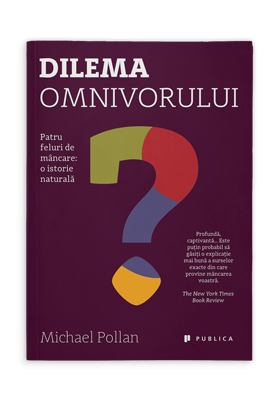 DILEMA
OMNIVORULUI
Patru
feluri de
mâncare:
o istorie
naturală
Profundă,
captivantă... Este
puțin probabil să
găsiți o explicație
mai bună a surselor
exacte din care
provine mâncarea
voastră.
The New York Times
Book Review
Michael Pollan
PUBLICA